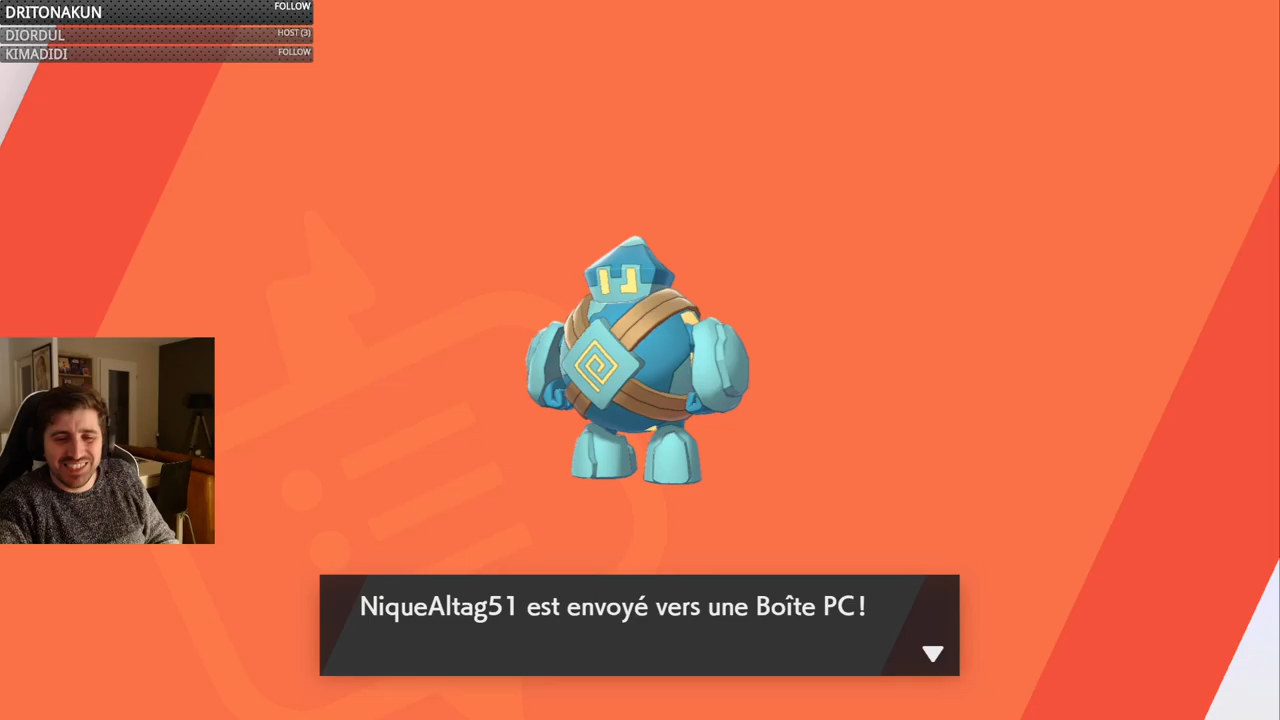 DRITONAKUN FOLLOW
DIORDUL HOST (3)
KIMADIDI FOLLOW
NiqueAltag51 est envoyé vers une Boîte PC !